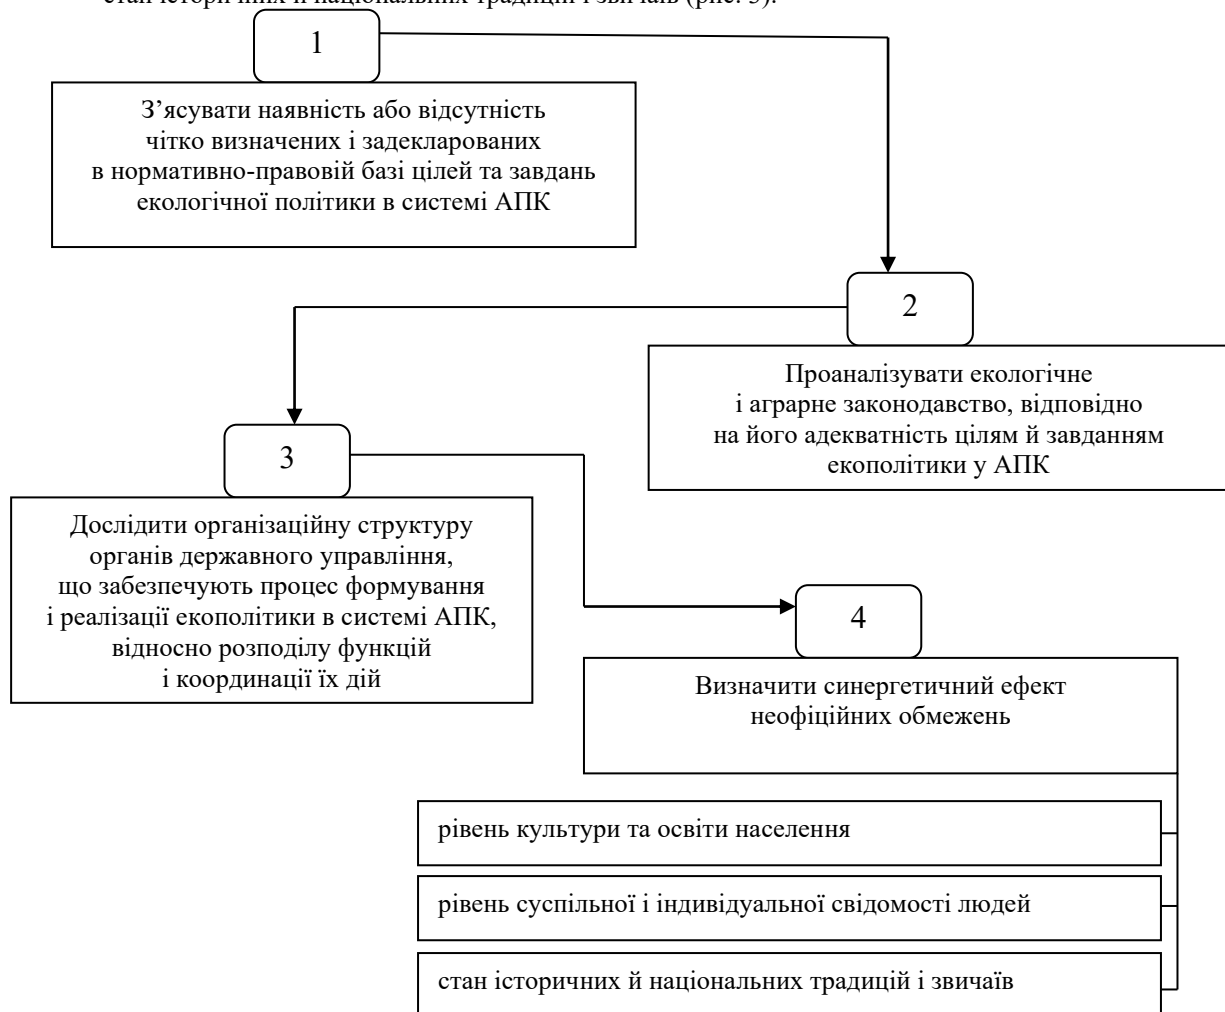 стан історичних й національних традицій і звичаїв (рис. 3).
1
З’ясувати наявність або відсутність
чітко визначених і задекларованих
в нормативно-правовій базі цілей та завдань
екологічної політики в системі АПК
2
Проаналізувати екологічне
і аграрне законодавство, відповідно
на його адекватність цілям й завданням
екополітики у АПК
3
Дослідити організаційну структуру
органів державного управління,
що забезпечують процес формування
і реалізації екополітики в системі АПК,
відносно розподілу функцій
і координації їх дій
4
Визначити синергетичний ефект
неофіційних обмежень
рівень культури та освіти населення
рівень суспільної і індивідуальної свідомості людей
стан історичних й національних традицій і звичаїв